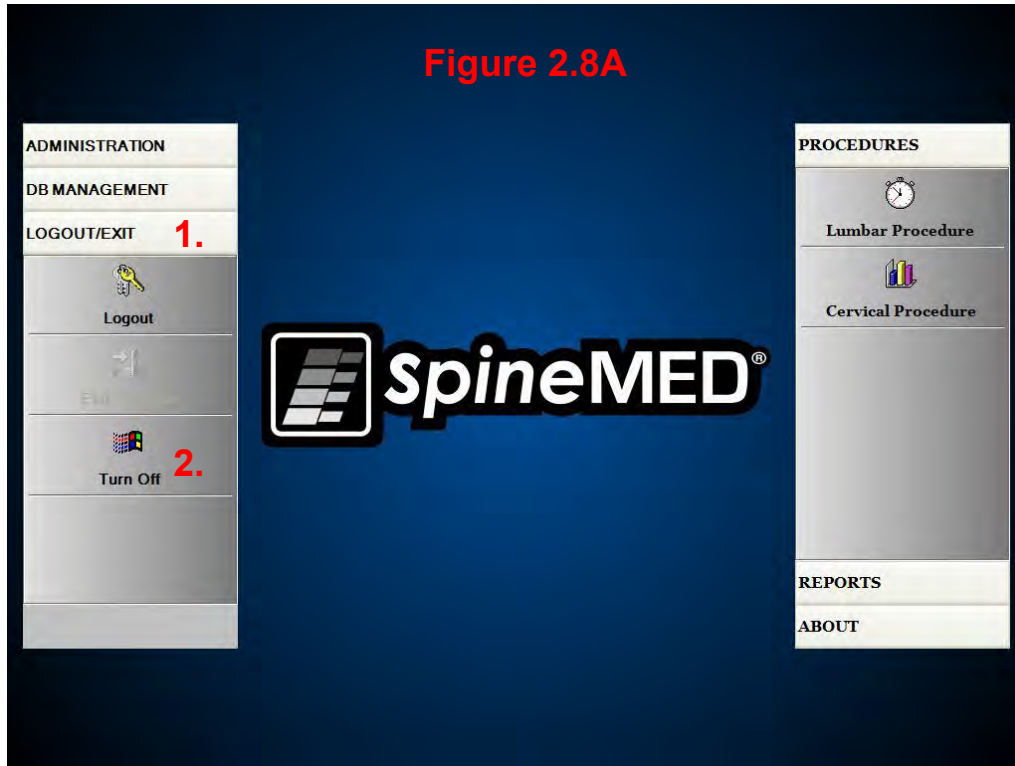 Figure 2.8A
ADMINISTRATION
DB MANAGEMENT
LOGOUT/EXIT 1.
Logout
Exit
Turn Off 2.
SpineMED®
PROCEDURES
Lumbar Procedure
Cervical Procedure
REPORTS
ABOUT